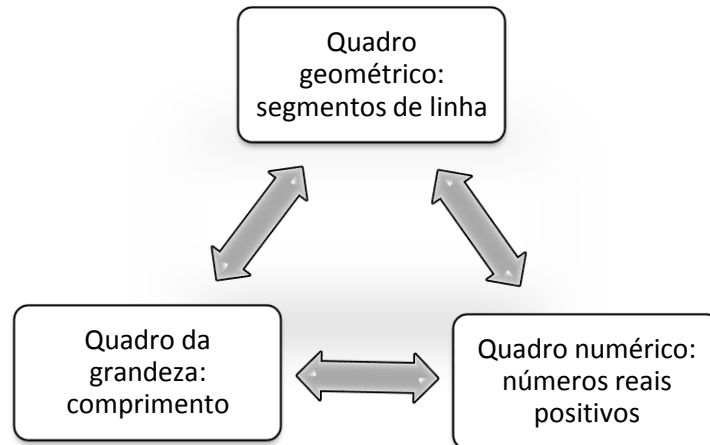 Quadro
geométrico:
segmentos de linha
Quadro da
grandeza:
comprimento
Quadro numérico:
números reais
positivos